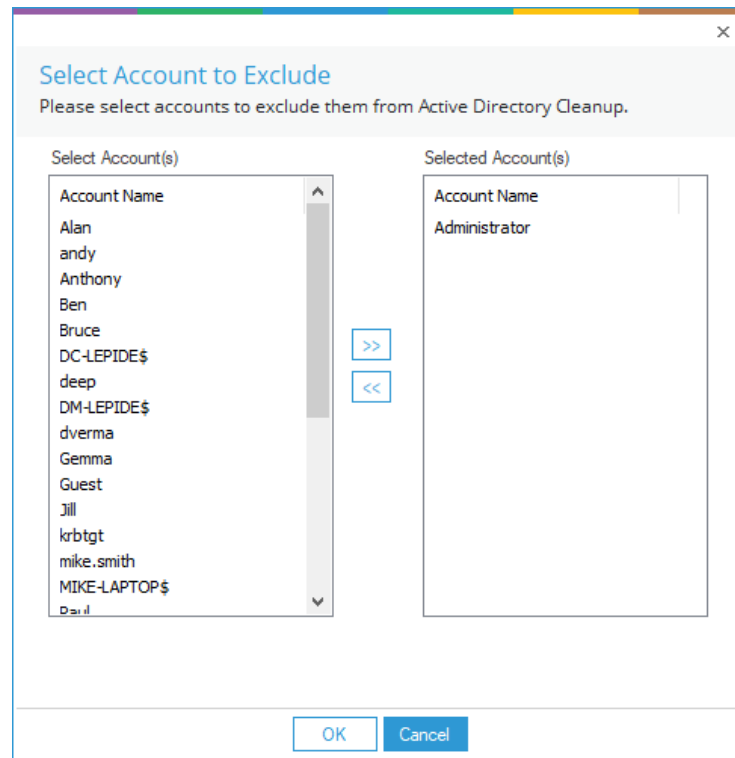 ×
Select Account to Exclude
Please select accounts to exclude them from Active Directory Cleanup.
Select Account(s)
Account Name
Alan
andy
Anthony
Ben
Bruce
DC-LEPIDE$
deep
DM-LEPIDE$
dverma
Gemma
Guest
Jill
krbtgt
mike.smith
MIKE-LAPTOP$
Paul
>>
<<
Selected Account(s)
Account Name
Administrator
OK
Cancel